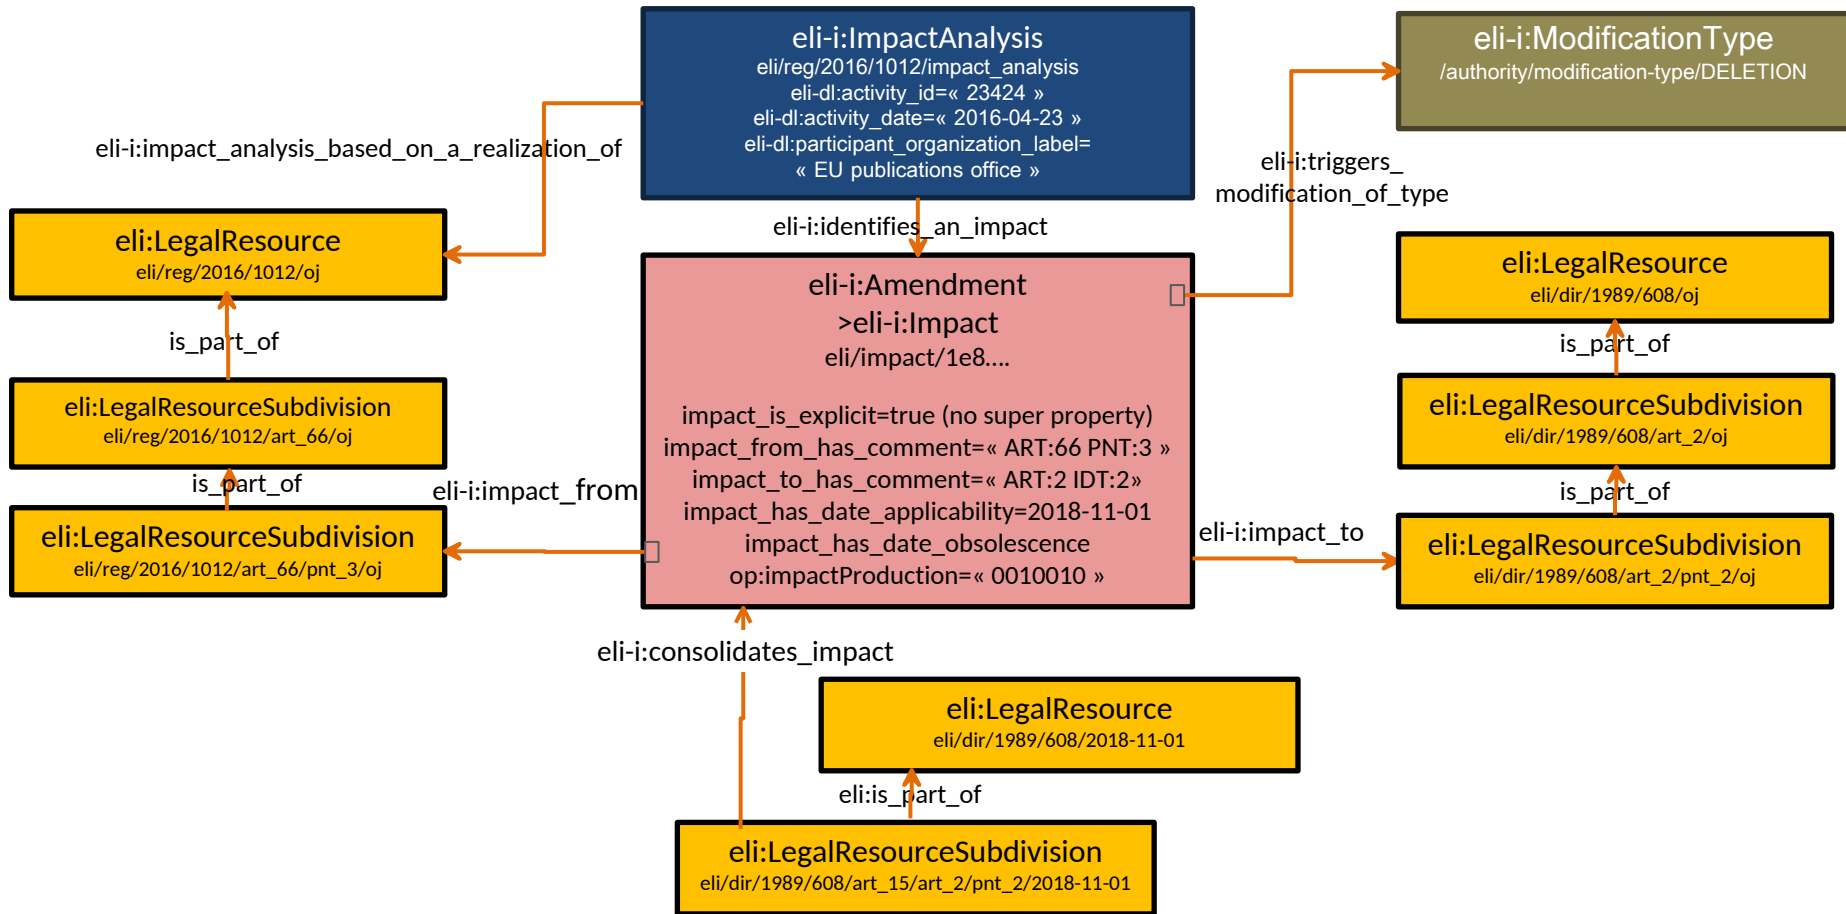 eli-i:ImpactAnalysis
eli/reg/2016/1012/impact_analysis
eli-dl:activity_id=« 23424 »
eli-dl:activity_date=« 2016-04-23 »
eli-dl:participant_organization_label=
« EU publications office »
eli-i:ModificationType
/authority/modification-type/DELETION
eli-i:impact_analysis_based_on_a_realization_of
eli-i:triggers_
modification_of_type
eli-i:identifies_an_impact
eli:LegalResource
eli/reg/2016/1012/oj
is_part_of
eli:LegalResourceSubdivision
eli/reg/2016/1012/art_66/oj
is_part_of
eli:LegalResourceSubdivision
eli/reg/2016/1012/art_66/pnt_3/oj
eli-i:impact_from
eli-i:Amendment
>eli-i:Impact
eli/impact/1e8....
impact_is_explicit=true (no super property)
impact_from_has_comment=« ART:66 PNT:3 »
impact_to_has_comment=« ART:2 IDT:2»
impact_has_date_applicability=2018-11-01
impact_has_date_obsolescence
op:impactProduction=« 0010010 »
eli-i:impact_to
eli:LegalResource
eli/dir/1989/608/oj
is_part_of
eli:LegalResourceSubdivision
eli/dir/1989/608/art_2/oj
is_part_of
eli:LegalResourceSubdivision
eli/dir/1989/608/art_2/pnt_2/oj
eli-i:consolidates_impact
eli:LegalResource
eli/dir/1989/608/2018-11-01
eli:is_part_of
eli:LegalResourceSubdivision
eli/dir/1989/608/art_15/art_2/pnt_2/2018-11-01